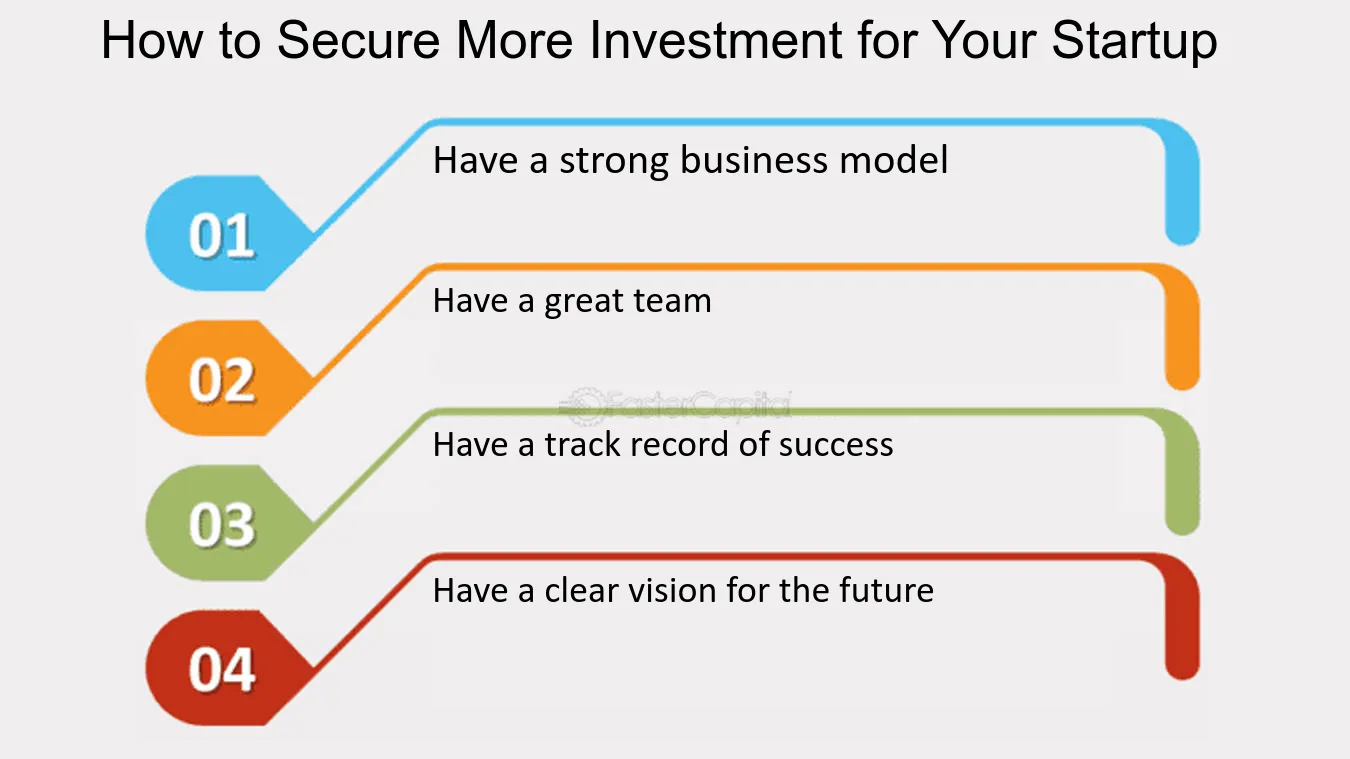 How to Secure More Investment for Your Startup
Have a strong business model
01
Have a great team
02
FasterCapital
Have a track record of success
03
Have a clear vision for the future
04